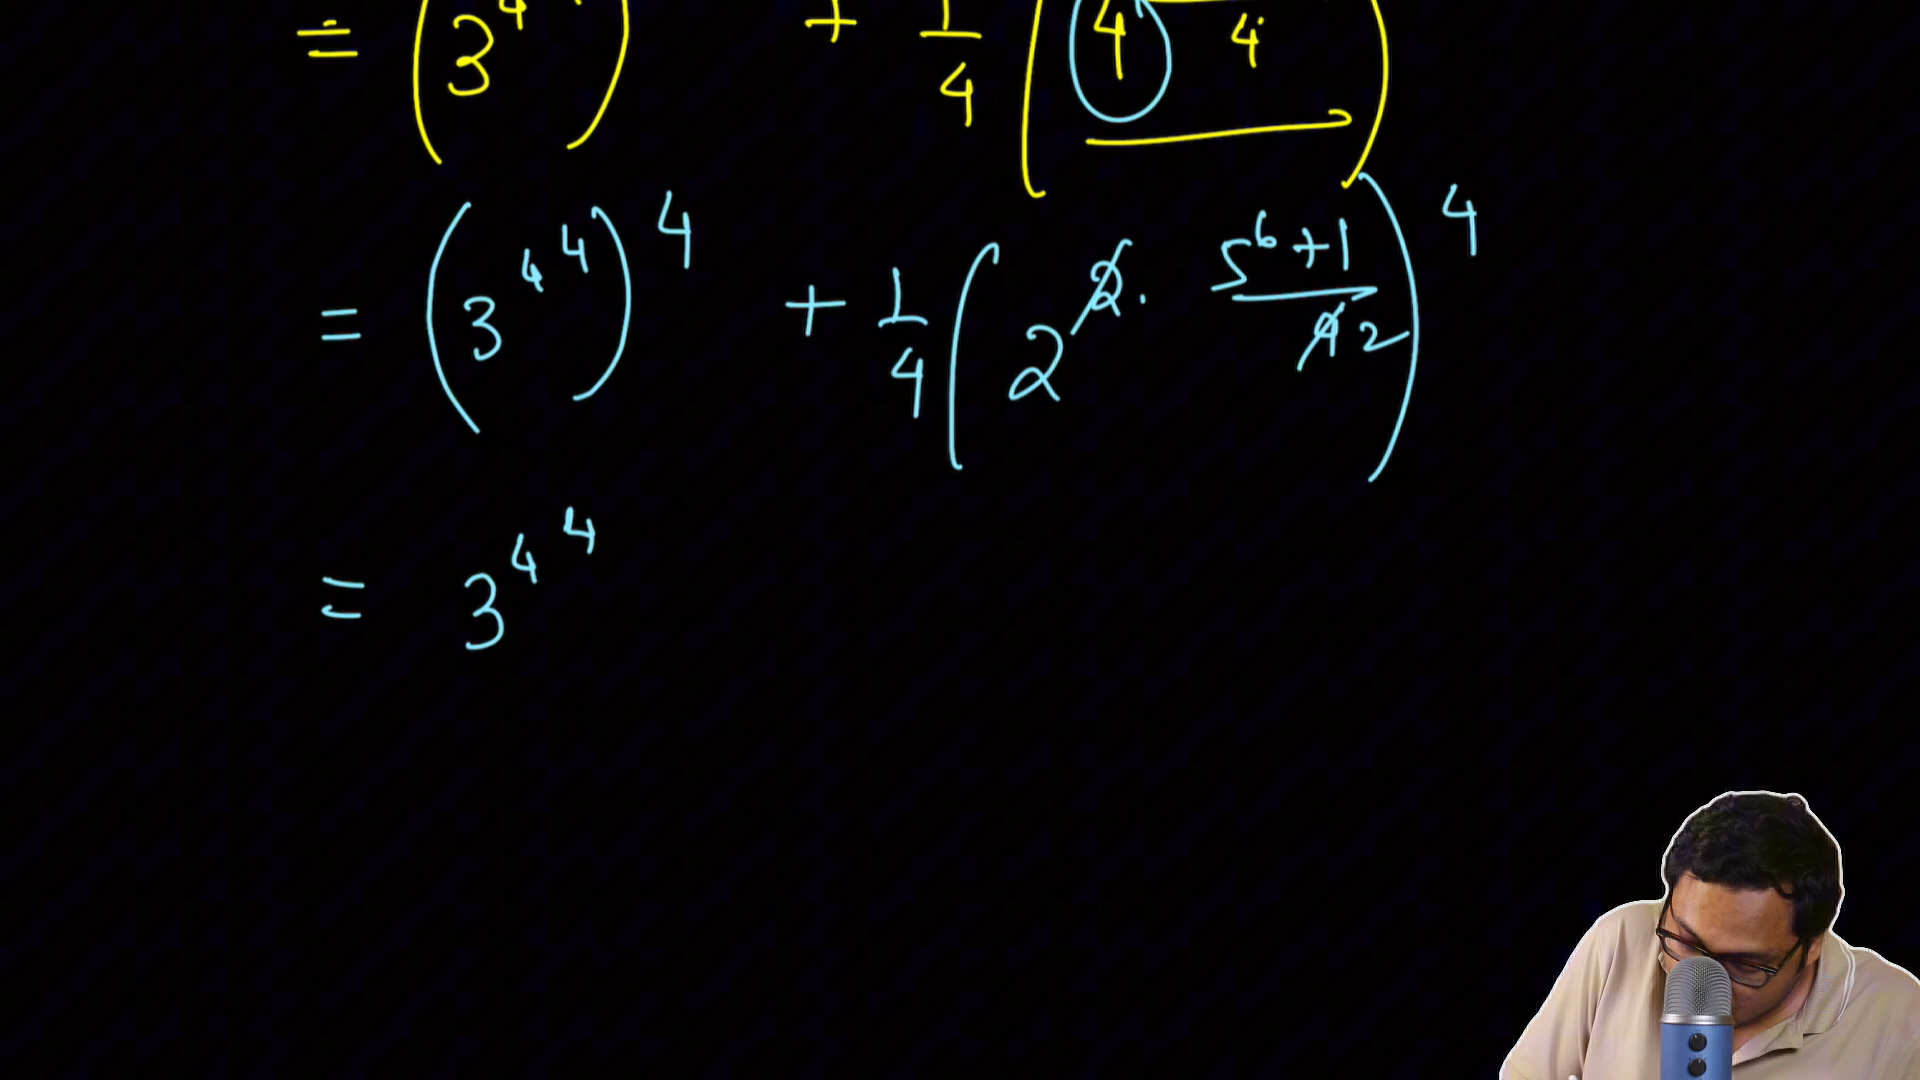 = (3^4^4) + 1/4 (4 4)
= (3^4^4)^4 + 1/4 (2^2 · (5^6+1)/4 2)^4
= 3^4^4